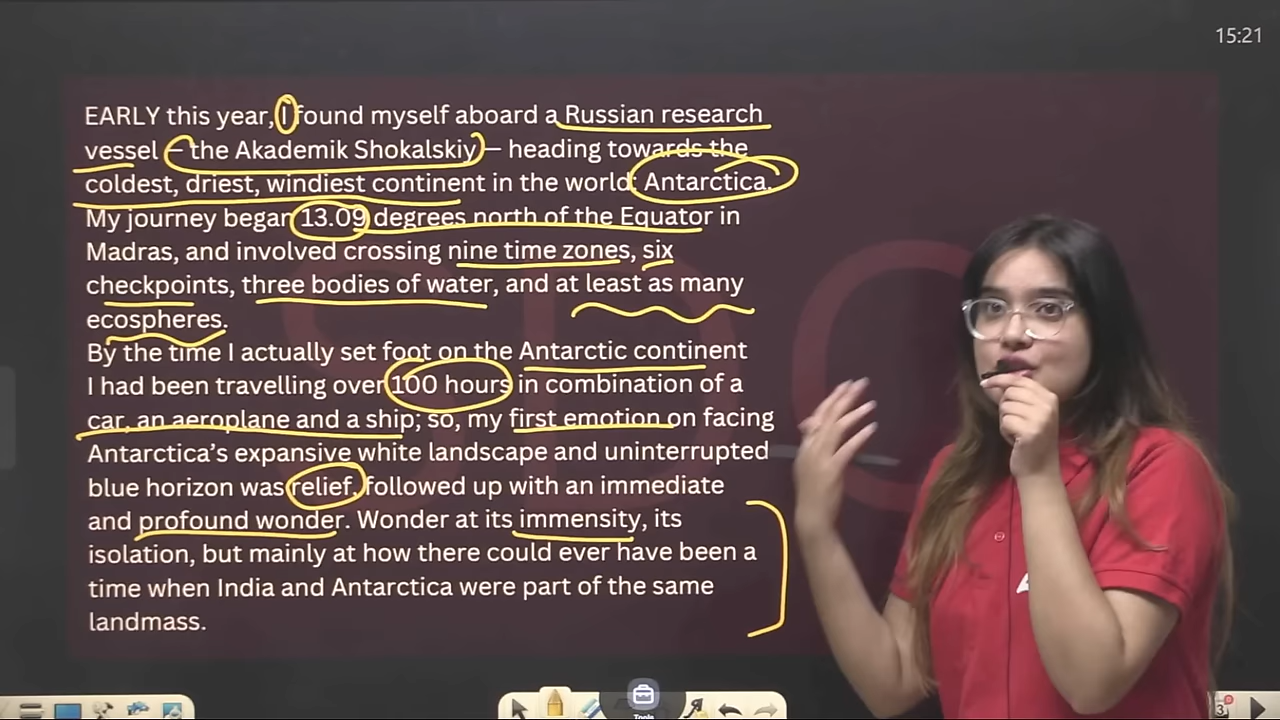 15:21
EARLY this year, I found myself aboard a Russian research
vessel — the Akademik Shokalskiy — heading towards the
coldest, driest, windiest continent in the world: Antarctica.
My journey began 13.09 degrees north of the Equator in
Madras, and involved crossing nine time zones, six
checkpoints, three bodies of water, and at least as many
ecospheres.
By the time I actually set foot on the Antarctic continent
I had been travelling over 100 hours in combination of a
car, an aeroplane and a ship; so, my first emotion on facing
Antarctica's expansive white landscape and uninterrupted
blue horizon was relief, followed up with an immediate
and profound wonder. Wonder at its immensity, its
isolation, but mainly at how there could ever have been a
time when India and Antarctica were part of the same
landmass.
Tools